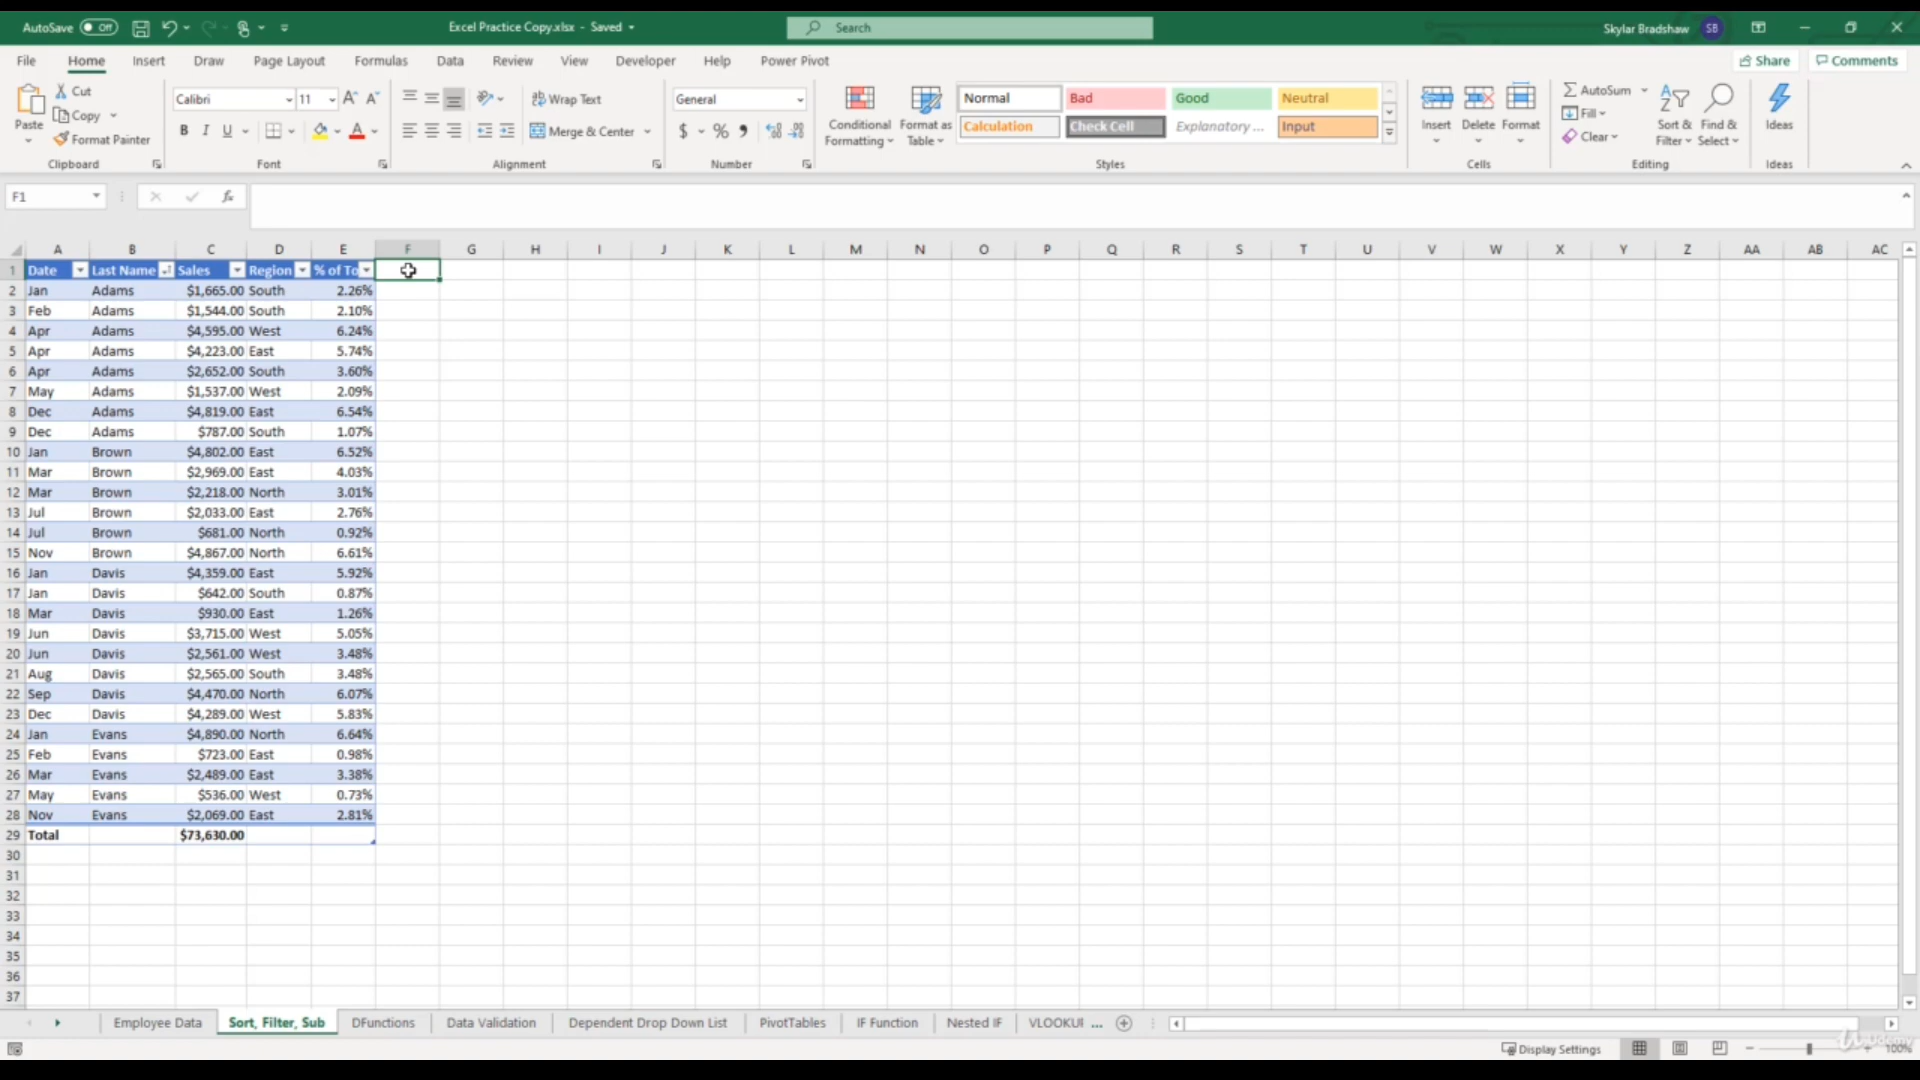 AutoSave Off Excel Practice Copy.xlsx - Saved Search Skylar Bradshaw SB
File Home Insert Draw Page Layout Formulas Data Review View Developer Help Power Pivot Share Comments
Paste Cut Copy Format Painter Clipboard
Calibri 11 B I U Font
Wrap Text Merge & Center Alignment
General $ % Number
Conditional Formatting Format as Table
Normal Bad Good Neutral
Calculation Check Cell Explanatory ... Input
Styles
Insert Delete Format Cells
AutoSum Fill Clear Sort & Filter Find & Select Editing
Ideas Ideas
F1 fx
A B C D E F G H I J K L M N O P Q R S T U V W X Y Z AA AB AC
1 Date Last Name Sales Region % of To
2 Jan Adams $1,665.00 South 2.26%
3 Feb Adams $1,544.00 South 2.10%
4 Apr Adams $4,595.00 West 6.24%
5 Apr Adams $4,223.00 East 5.74%
6 Apr Adams $2,652.00 South 3.60%
7 May Adams $1,537.00 West 2.09%
8 Dec Adams $4,819.00 East 6.54%
9 Dec Adams $787.00 South 1.07%
10 Jan Brown $4,802.00 East 6.52%
11 Mar Brown $2,969.00 East 4.03%
12 Mar Brown $2,218.00 North 3.01%
13 Jul Brown $2,033.00 East 2.76%
14 Jul Brown $681.00 North 0.92%
15 Nov Brown $4,867.00 North 6.61%
16 Jan Davis $4,359.00 East 5.92%
17 Jan Davis $642.00 South 0.87%
18 Mar Davis $930.00 East 1.26%
19 Jun Davis $3,715.00 West 5.05%
20 Jun Davis $2,561.00 West 3.48%
21 Aug Davis $2,565.00 South 3.48%
22 Sep Davis $4,470.00 North 6.07%
23 Dec Davis $4,289.00 West 5.83%
24 Jan Evans $4,890.00 North 6.64%
25 Feb Evans $723.00 East 0.98%
26 Mar Evans $2,489.00 East 3.38%
27 May Evans $536.00 West 0.73%
28 Nov Evans $2,069.00 East 2.81%
29 Total $73,630.00
30
31
32
33
34
35
36
37
Employee Data Sort, Filter, Sub DFunctions Data Validation Dependent Drop Down List PivotTables IF Function Nested IF VLOOKUI ...
Display Settings 100%
Udemy